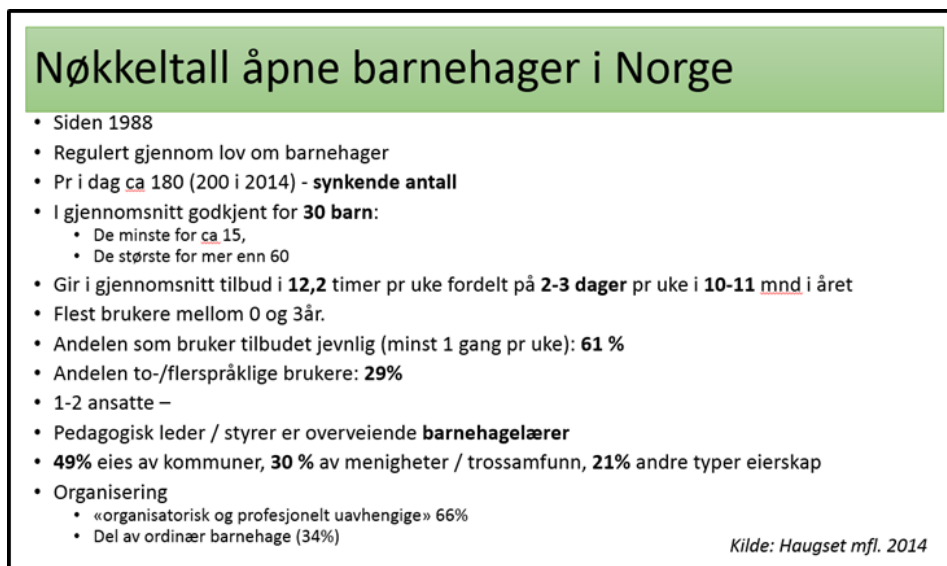 Nøkkeltall åpne barnehager i Norge
• Siden 1988
• Regulert gjennom lov om barnehager
• Pr i dag ca 180 (200 i 2014) - synkende antall
• I gjennomsnitt godkjent for 30 barn:
• De minste for ca 15,
• De største for mer enn 60
• Gir i gjennomsnitt tilbud i 12,2 timer pr uke fordelt på 2-3 dager pr uke i 10-11 mnd i året
• Flest brukere mellom 0 og 3år.
• Andelen som bruker tilbudet jevnlig (minst 1 gang pr uke): 61 %
• Andelen to-/flerspråklige brukere: 29%
• 1-2 ansatte –
• Pedagogisk leder / styrer er overveiende barnehagelærer
• 49% eies av kommuner, 30 % av menigheter / trossamfunn, 21% andre typer eierskap
• Organisering
• «organisatorisk og profesjonelt uavhengige» 66%
• Del av ordinær barnehage (34%)
Kilde: Haugset mfl. 2014